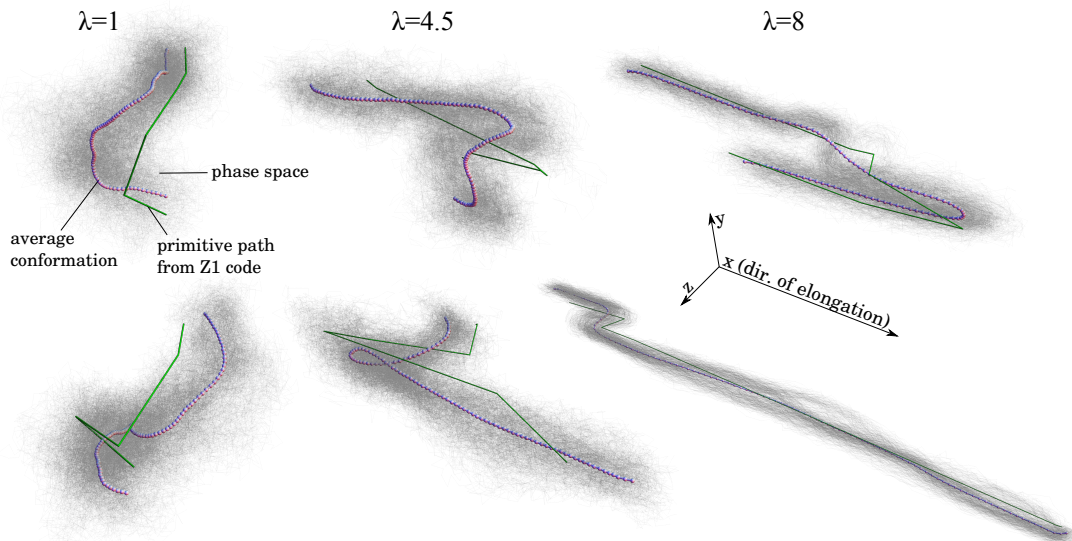 λ=1
λ=4.5
λ=8
phase space
average
conformation
primitive path
from Z1 code
y
x (dir. of elongation)
z